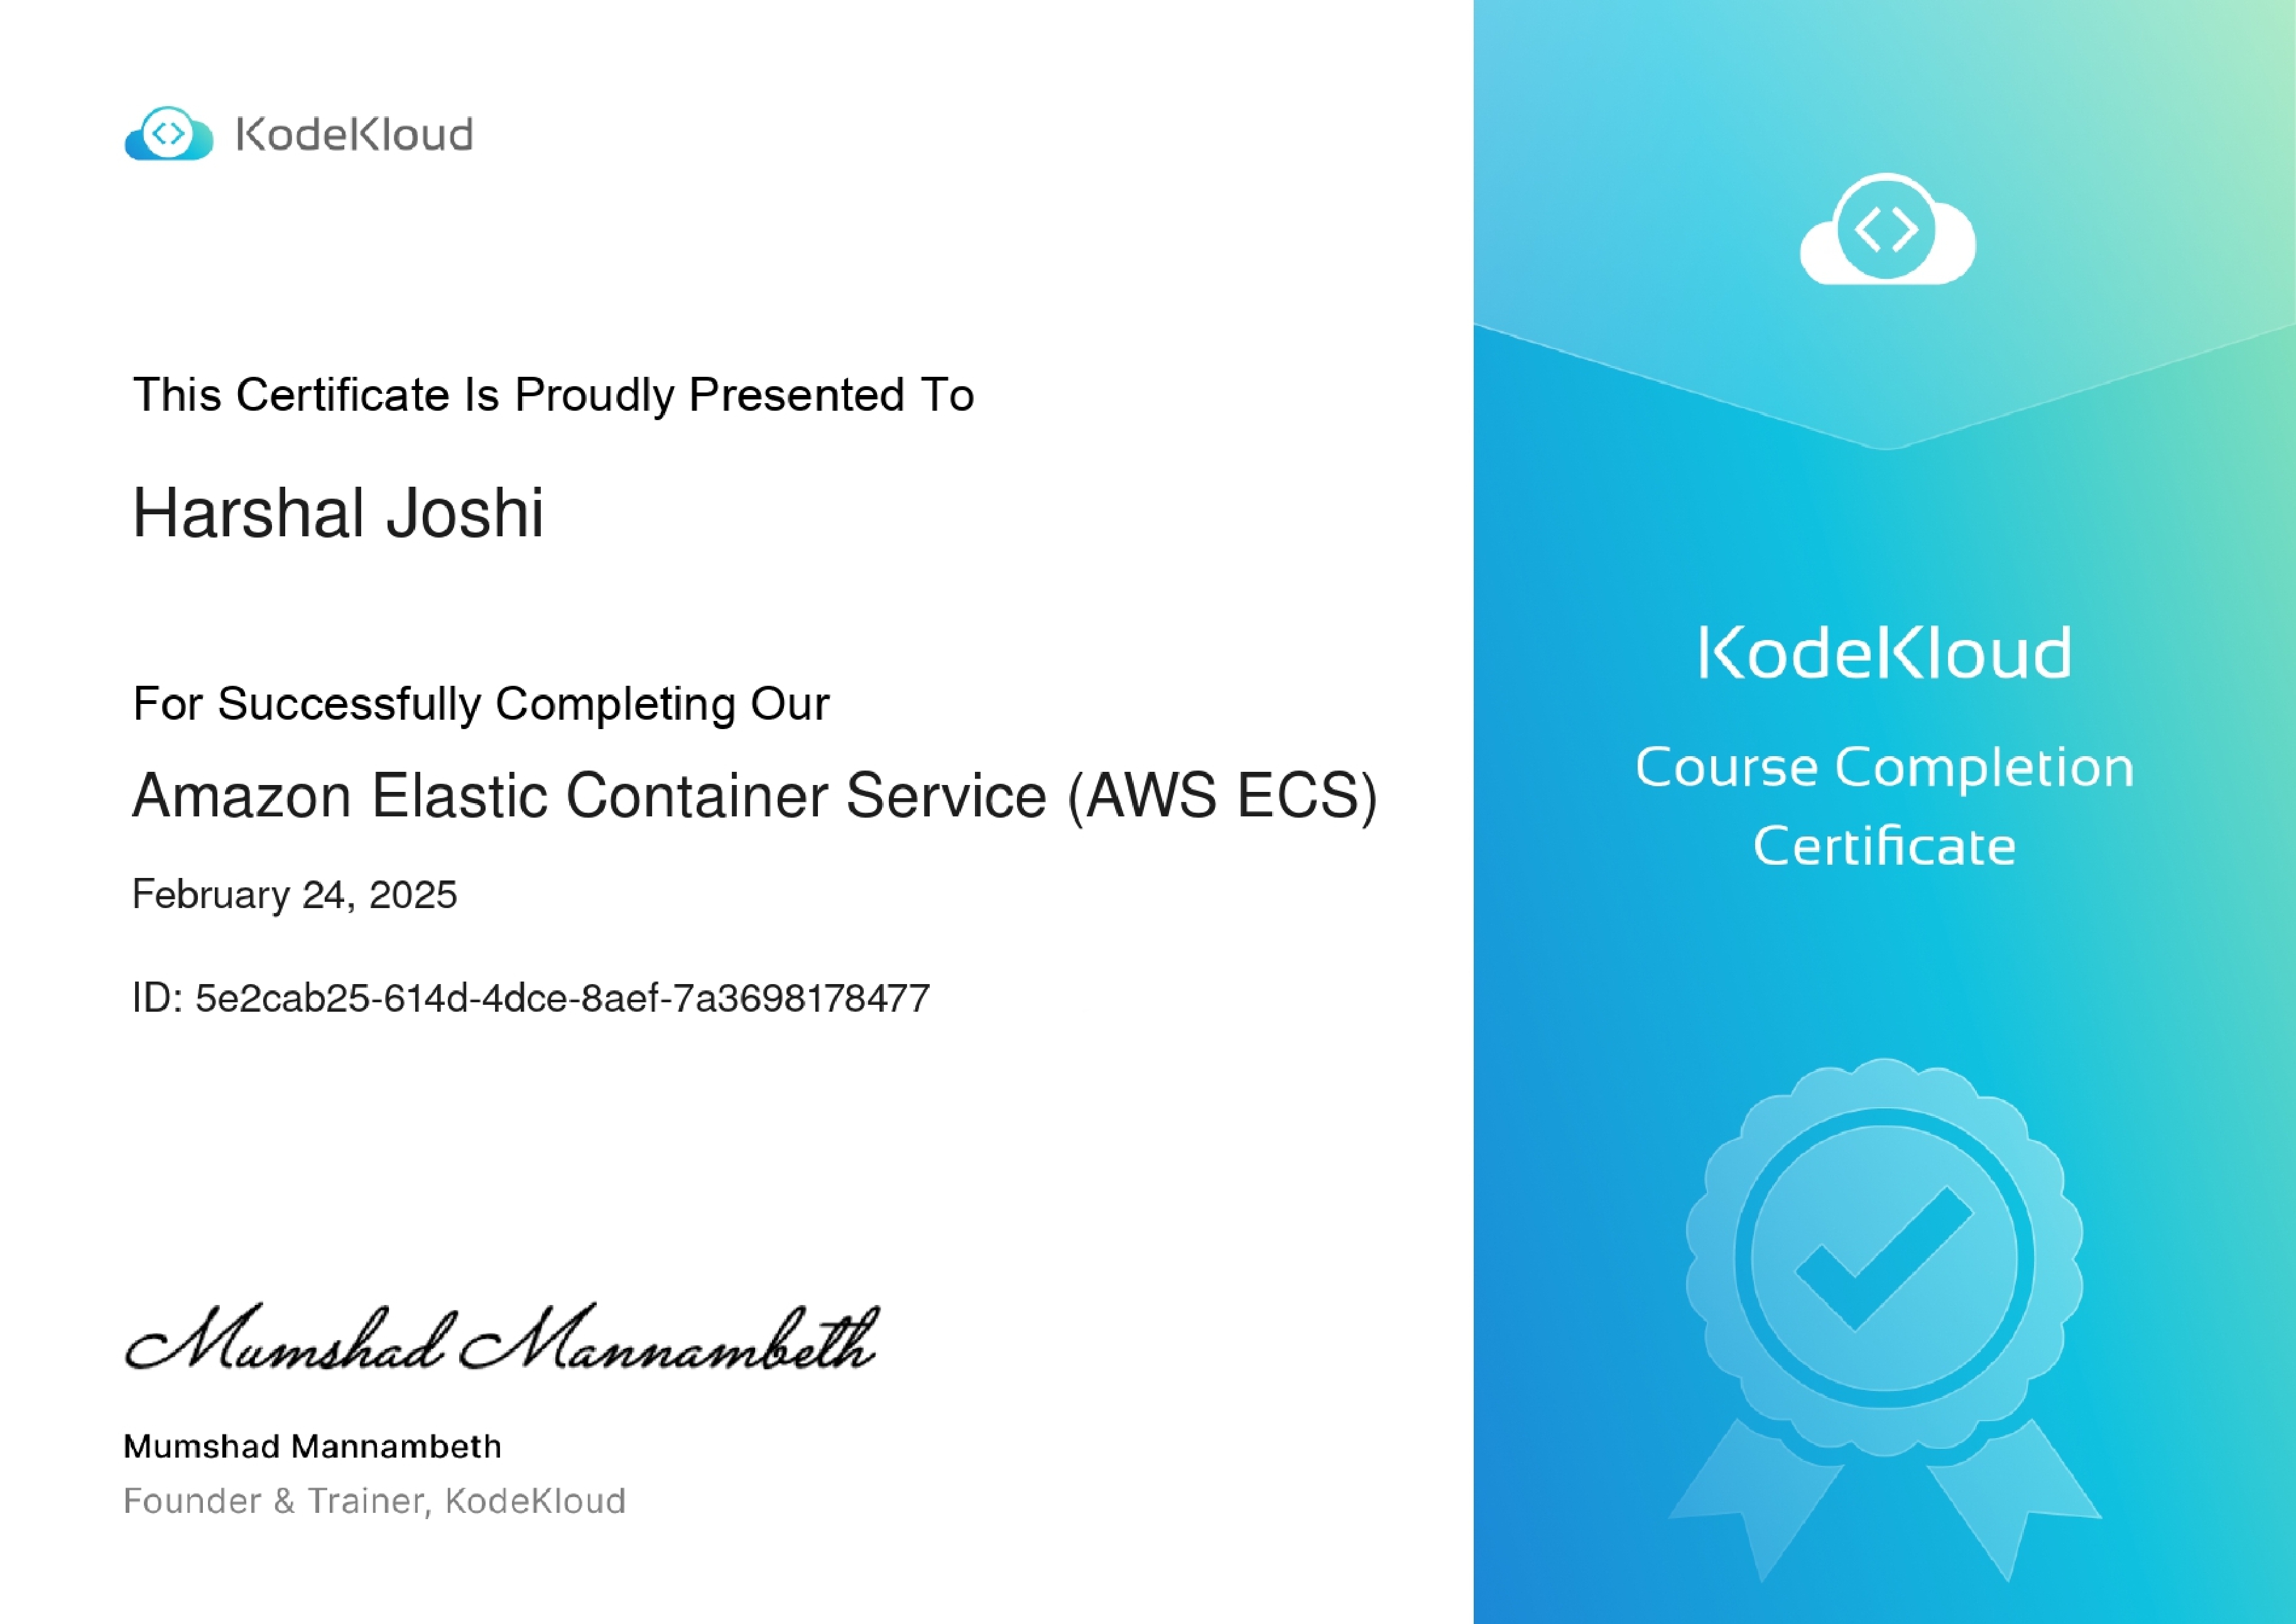 KodeKloud
This Certificate Is Proudly Presented To
Harshal Joshi
For Successfully Completing Our
Amazon Elastic Container Service (AWS ECS)
February 24, 2025
ID: 5e2cab25-614d-4dce-8aef-7a3698178477
Mumshad Mannambeth
Mumshad Mannambeth
Founder & Trainer, KodeKloud
KodeKloud
Course Completion
Certificate